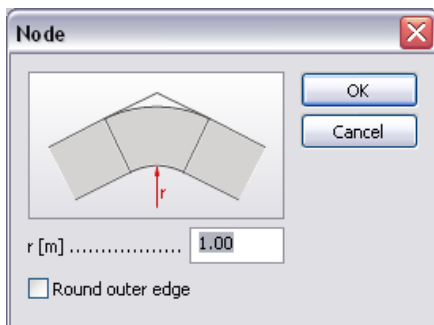 Node
OK
Cancel
r
r [m] .................. 1.00
Round outer edge